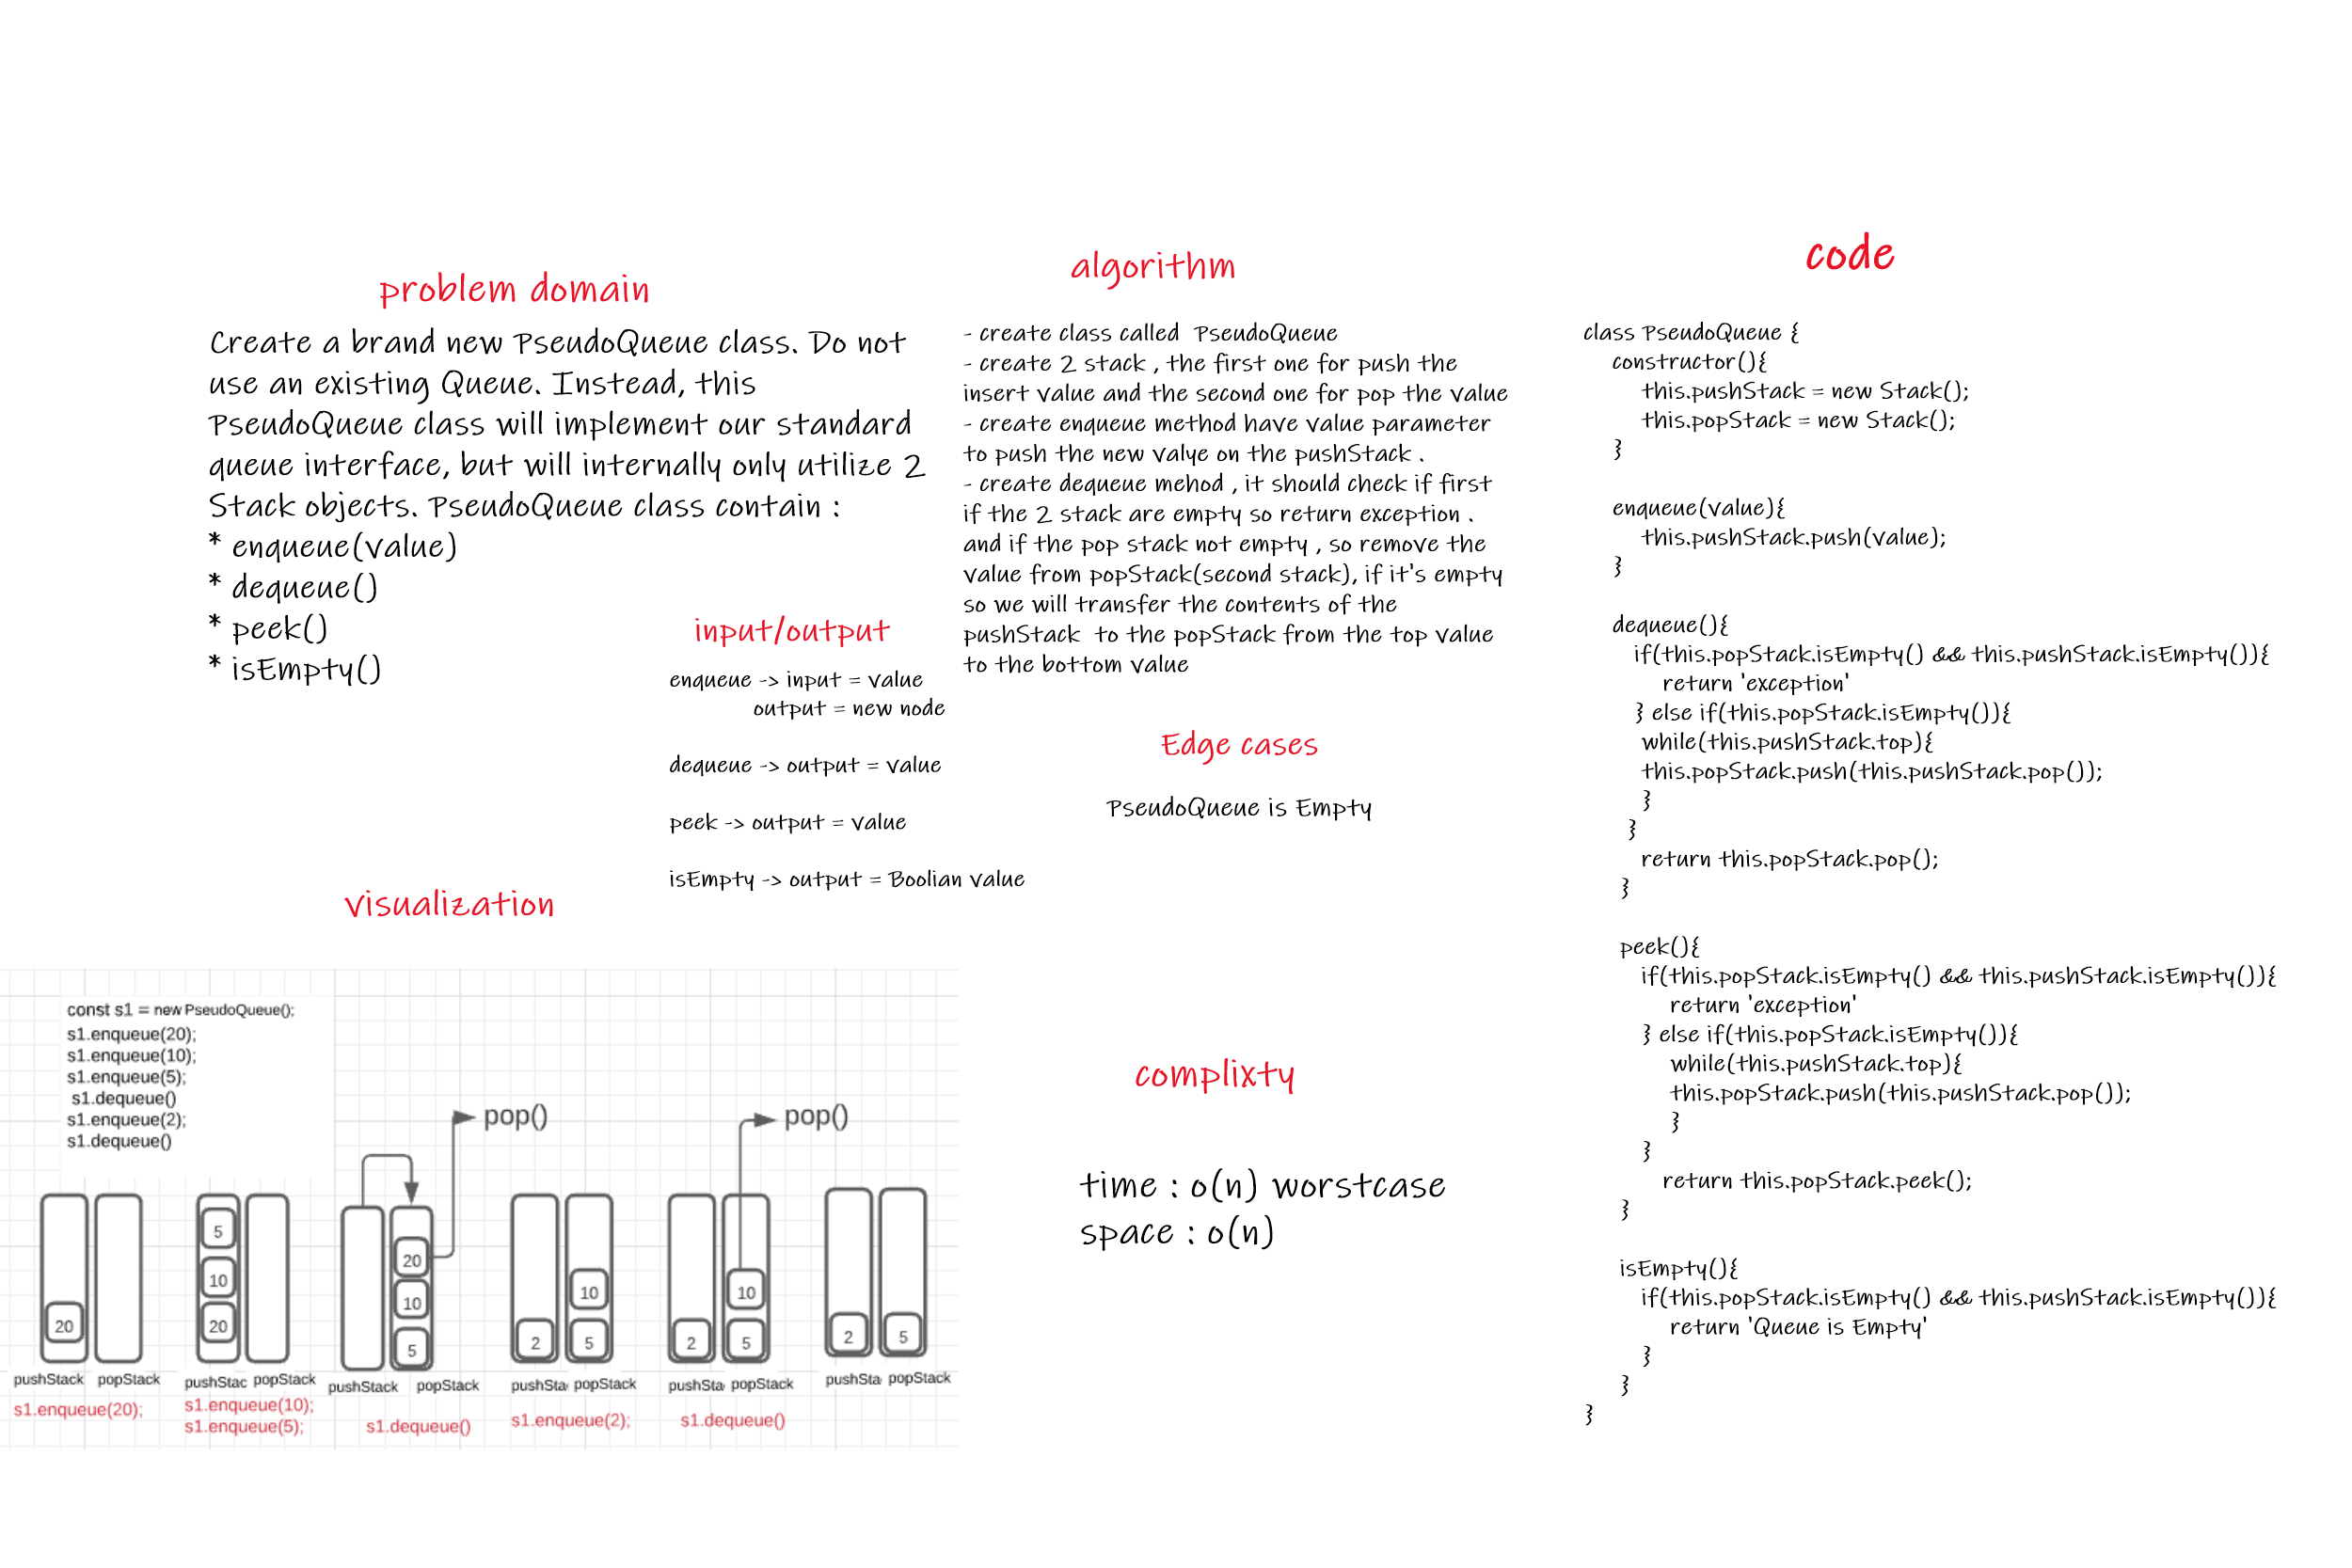 problem domain
Create a brand new PseudoQueue class. Do not
use an existing Queue. Instead, this
PseudoQueue class will implement our standard
queue interface, but will internally only utilize 2
Stack objects. PseudoQueue class contain :
* enqueue(value)
* dequeue()
* peek()
* isEmpty()
input/output
enqueue -> input = value
output = new node
dequeue -> output = value
peek -> output = value
isEmpty -> output = Boolian value
algorithm
- create class called PseudoQueue
- create 2 stack , the first one for push the
insert value and the second one for pop the value
- create enqueue method have value parameter
to push the new valye on the pushStack .
- create dequeue mehod , it should check if first
if the 2 stack are empty so return exception .
and if the pop stack not empty , so remove the
value from popStack(second stack), if it's empty
so we will transfer the contents of the
pushStack to the popStack from the top value
to the bottom value
Edge cases
PseudoQueue is Empty
visualization
const s1 = new PseudoQueue();
s1.enqueue(20);
s1.enqueue(10);
s1.enqueue(5);
s1.dequeue()
s1.enqueue(2);
s1.dequeue()
20
pushStack popStack
s1.enqueue(20);
5
10
20
pushStac popStack
s1.enqueue(10);
s1.enqueue(5);
pop()
20
10
5
pushStack popStack
s1.dequeue()
10
2 5
pushSta popStack
s1.enqueue(2);
pop()
10
2 5
pushSta popStack
s1.dequeue()
2 5
pushSta popStack
complixty
time : o(n) worstcase
space : o(n)
code
class PseudoQueue {
constructor(){
this.pushStack = new Stack();
this.popStack = new Stack();
}
enqueue(value){
this.pushStack.push(value);
}
dequeue(){
if(this.popStack.isEmpty() && this.pushStack.isEmpty()){
return 'exception'
} else if(this.popStack.isEmpty()){
while(this.pushStack.top){
this.popStack.push(this.pushStack.pop());
}
}
return this.popStack.pop();
}
peek(){
if(this.popStack.isEmpty() && this.pushStack.isEmpty()){
return 'exception'
} else if(this.popStack.isEmpty()){
while(this.pushStack.top){
this.popStack.push(this.pushStack.pop());
}
}
return this.popStack.peek();
}
isEmpty(){
if(this.popStack.isEmpty() && this.pushStack.isEmpty()){
return 'Queue is Empty'
}
}
}